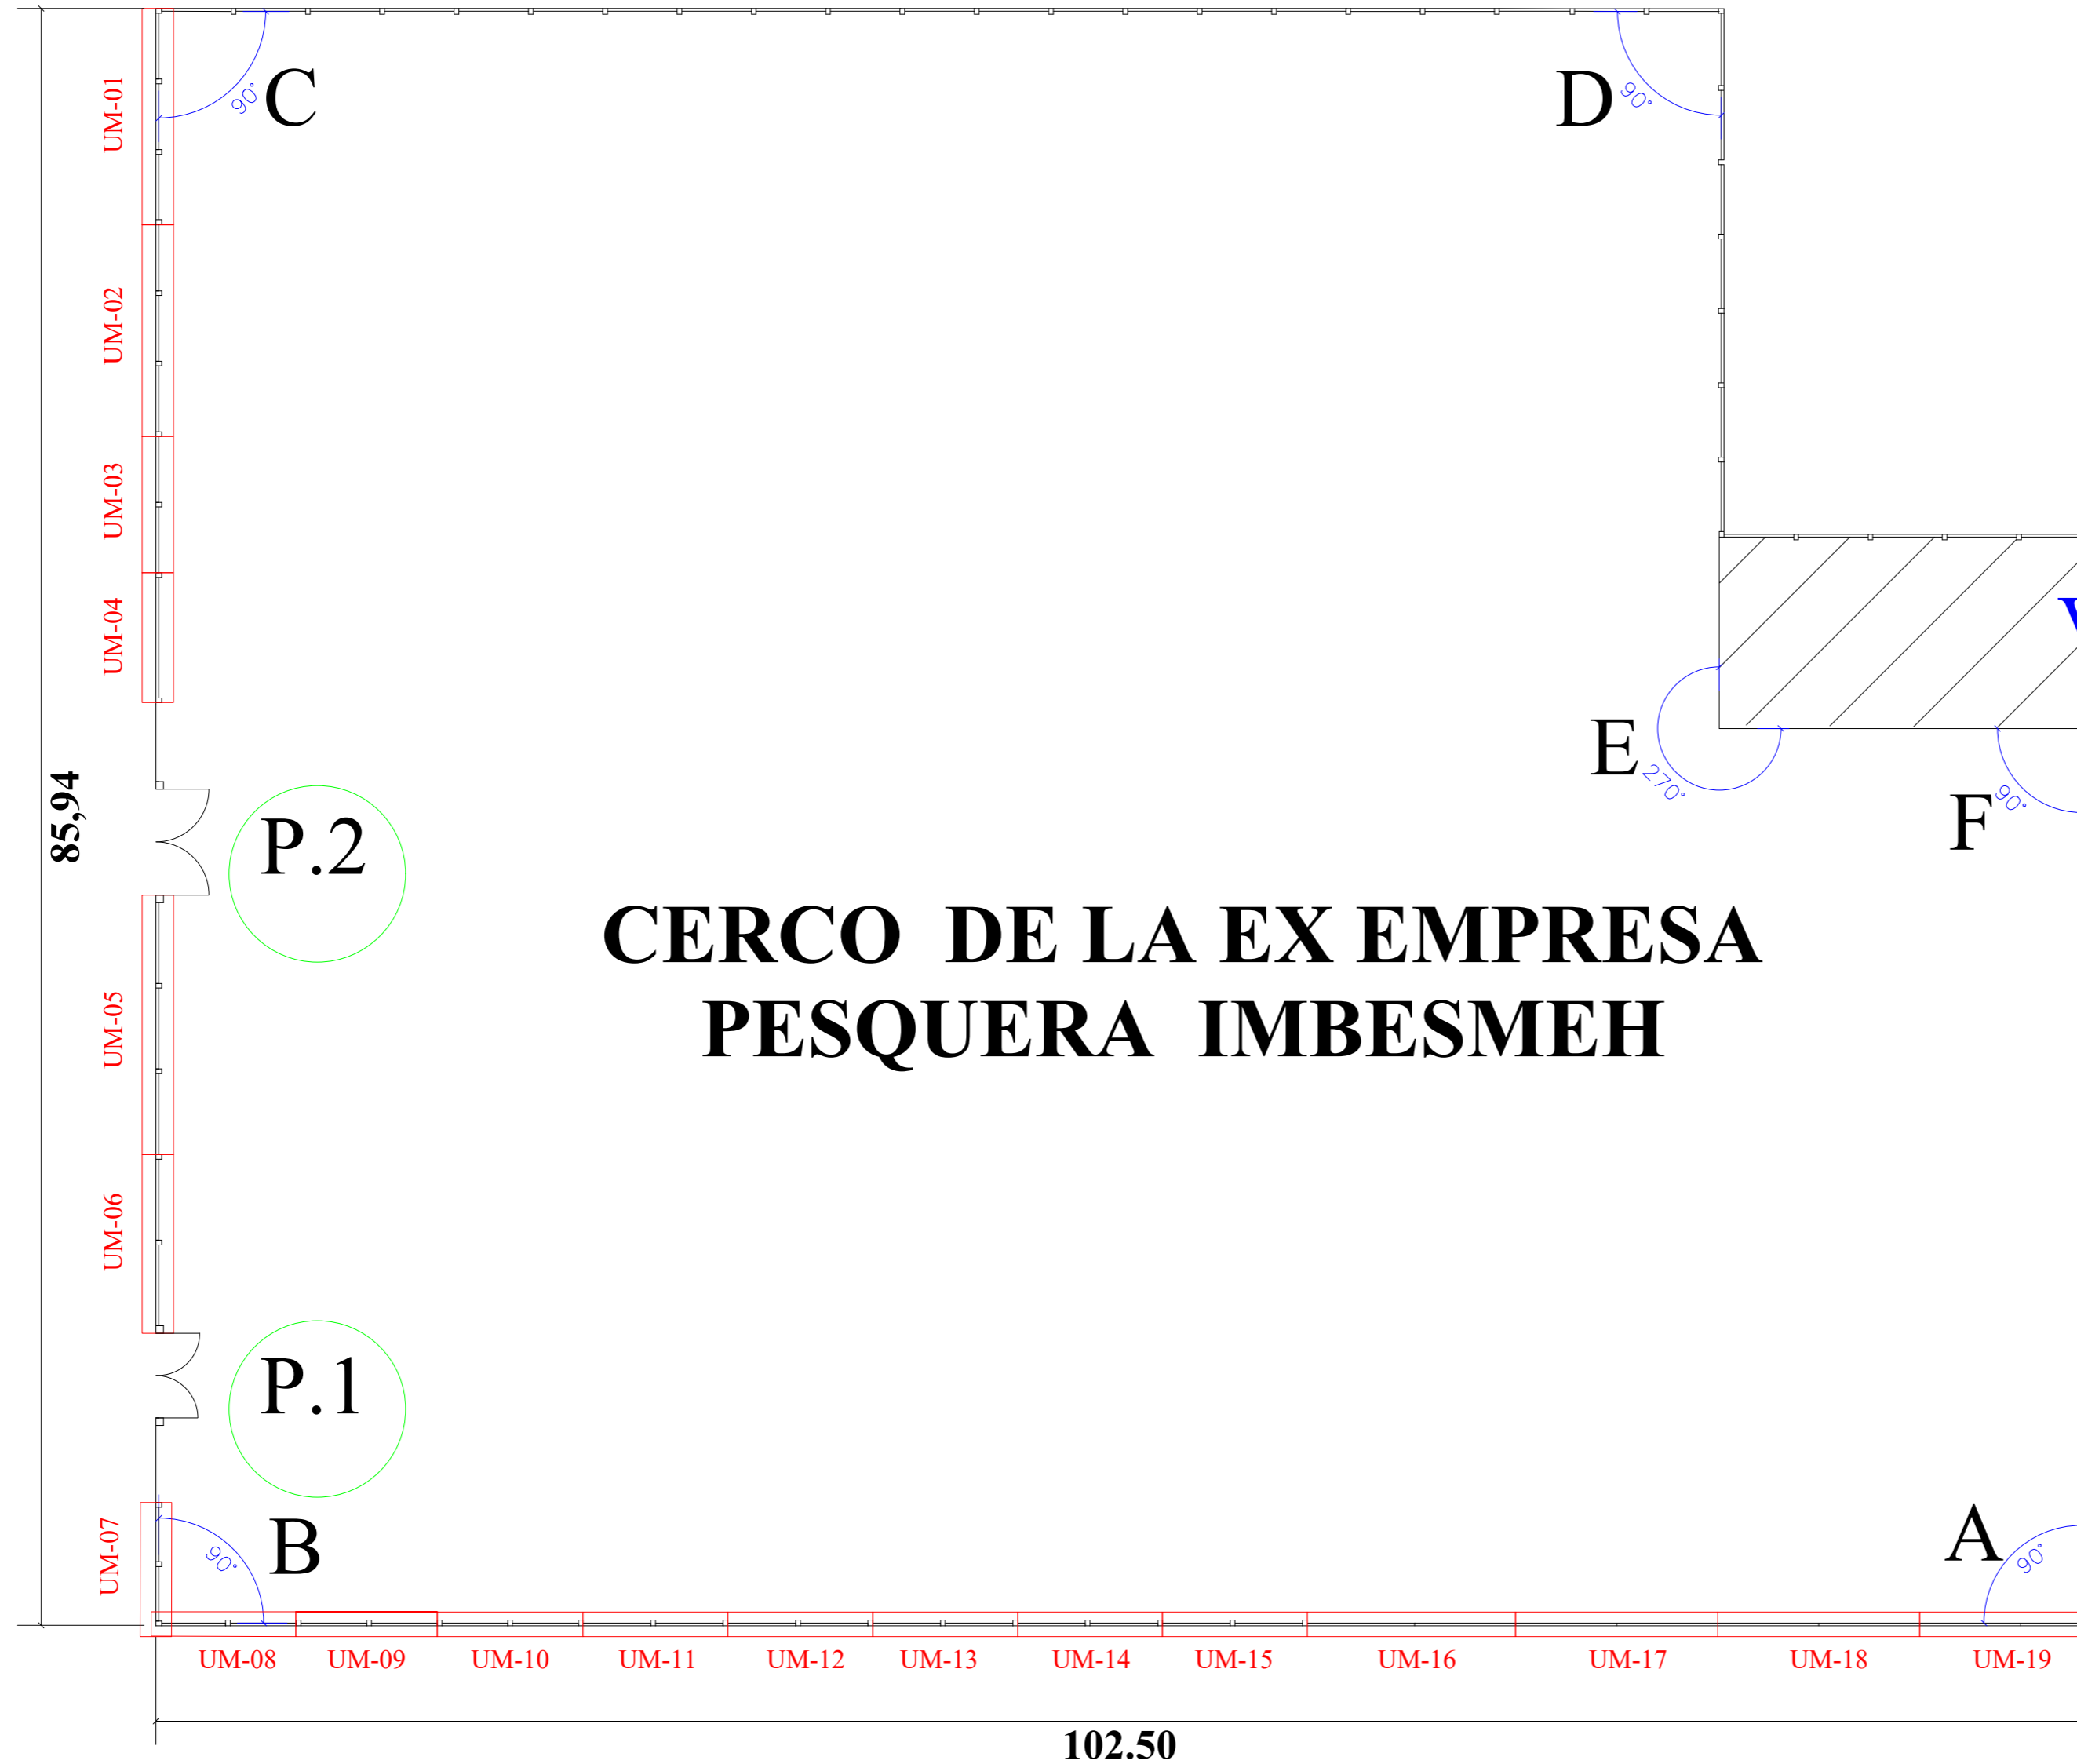 C
D
90°
90°
UM-01
UM-02
UM-03
UM-04
E
270°
F
90°
85,94
P.2
CERCO DE LA EX EMPRESA
PESQUERA IMBESMEH
UM-05
UM-06
P.1
B
90°
A
90°
UM-07
UM-08 UM-09 UM-10 UM-11 UM-12 UM-13 UM-14 UM-15 UM-16 UM-17 UM-18 UM-19
102.50